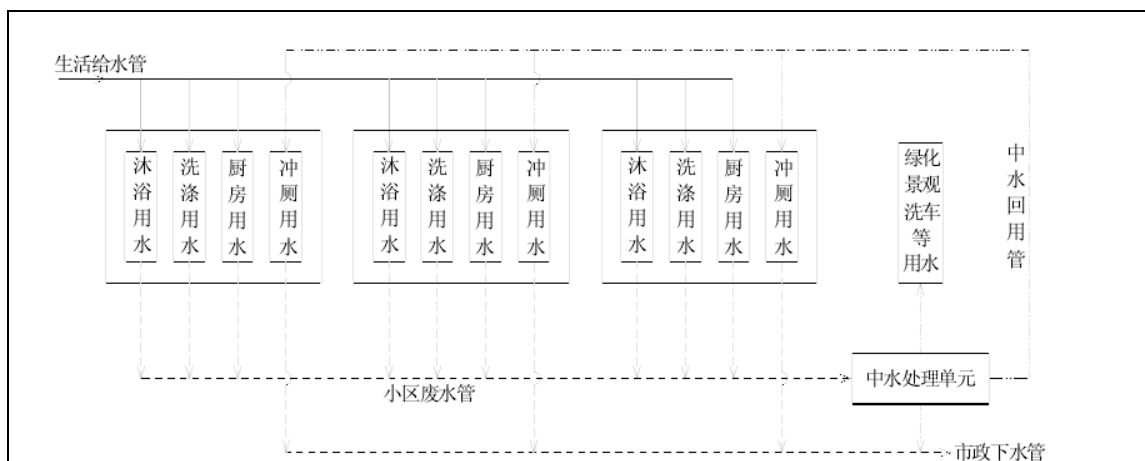 生活给水管
沐浴用水
洗涤用水
厨房用水
冲厕用水
沐浴用水
洗涤用水
厨房用水
冲厕用水
沐浴用水
洗涤用水
厨房用水
冲厕用水
绿化
景观
洗车
等
用水
中水回用管
中水处理单元
小区废水管
市政下水管